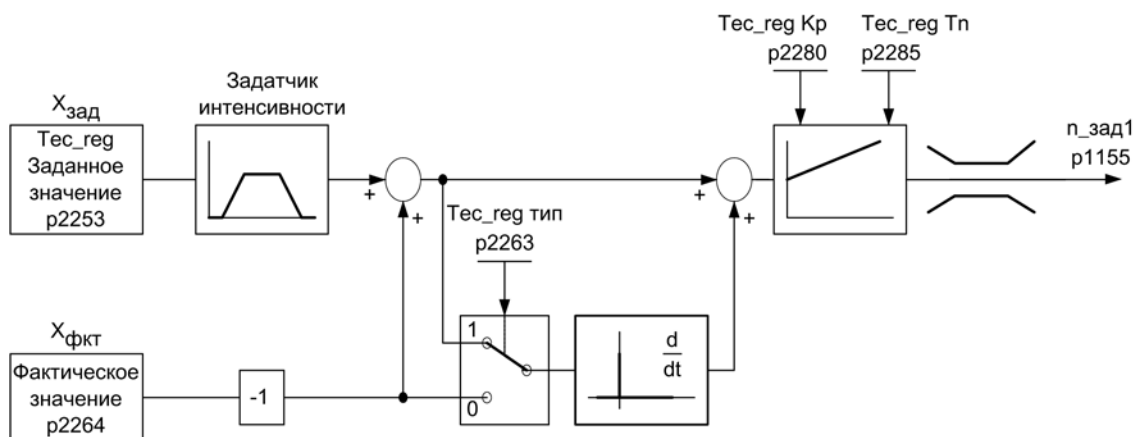 Tec_reg Kp
p2280
Tec_reg Tn
p2285
Задатчик
интенсивности
Xзад
Tec_reg
Заданное
значение
p2253
n_зад1
p1155
+
+
+
+
Tec_reg тип
p2263
Xфкт
Фактическое
значение
p2264
-1
1
0
d
dt